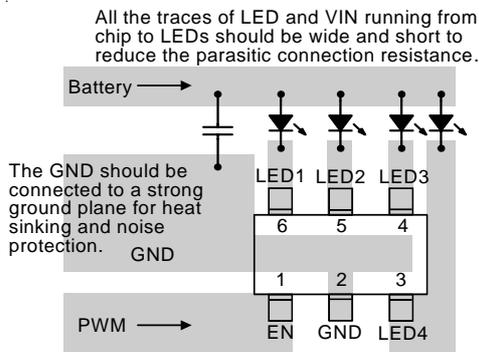 All the traces of LED and VIN running from
chip to LEDs should be wide and short to
reduce the parasitic connection resistance.
Battery
The GND should be
connected to a strong
ground plane for heat
sinking and noise
protection.
GND
LED1 LED2 LED3
6 5 4
1 2 3
PWM
EN GND LED4